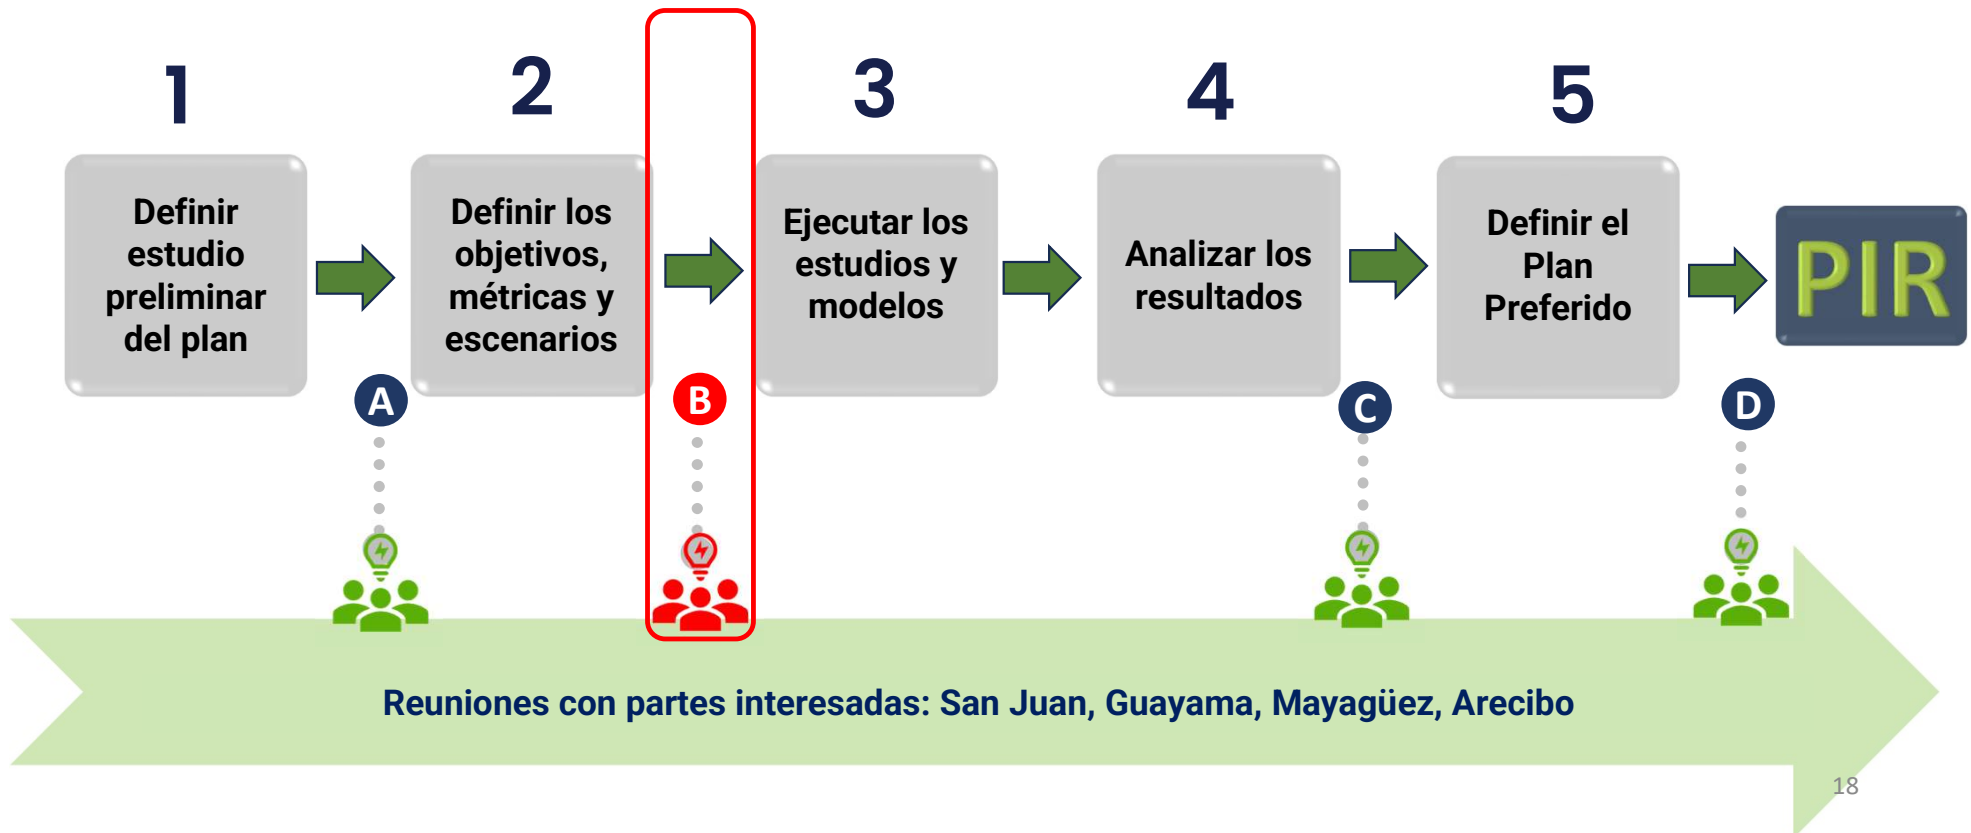 1
2
3
4
5
Definir
estudio
preliminar
del plan
Definir los
objetivos,
métricas y
escenarios
Ejecutar los
estudios y
modelos
Analizar los
resultados
Definir el
Plan
Preferido
PIR
A
B
C
D
Reuniones con partes interesadas: San Juan, Guayama, Mayagüez, Arecibo
18